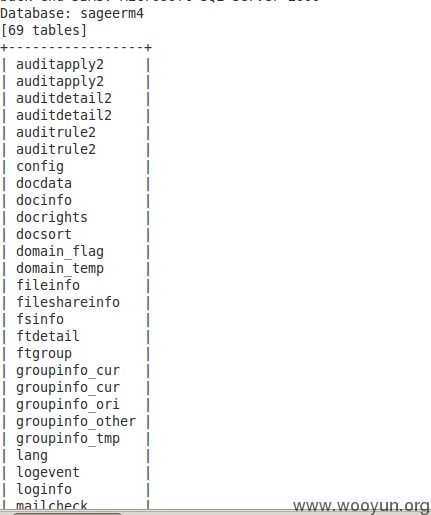 Database: sageerm4
[69 tables]
+----------------+
| auditapply2 |
| auditapply2 |
| auditdetail2 |
| auditdetail2 |
| auditrule2 |
| auditrule2 |
| config |
| docdata |
| docinfo |
| docrights |
| docsort |
| domain_flag |
| domain_temp |
| fileinfo |
| fileshareinfo |
| fsinfo |
| ftdetail |
| ftgroup |
| groupinfo_cur |
| groupinfo_cur |
| groupinfo_ori |
| groupinfo_other |
| groupinfo_tmp |
| lang |
| logevent |
| loginfo |
| mailcheck |
www.wooyun.org